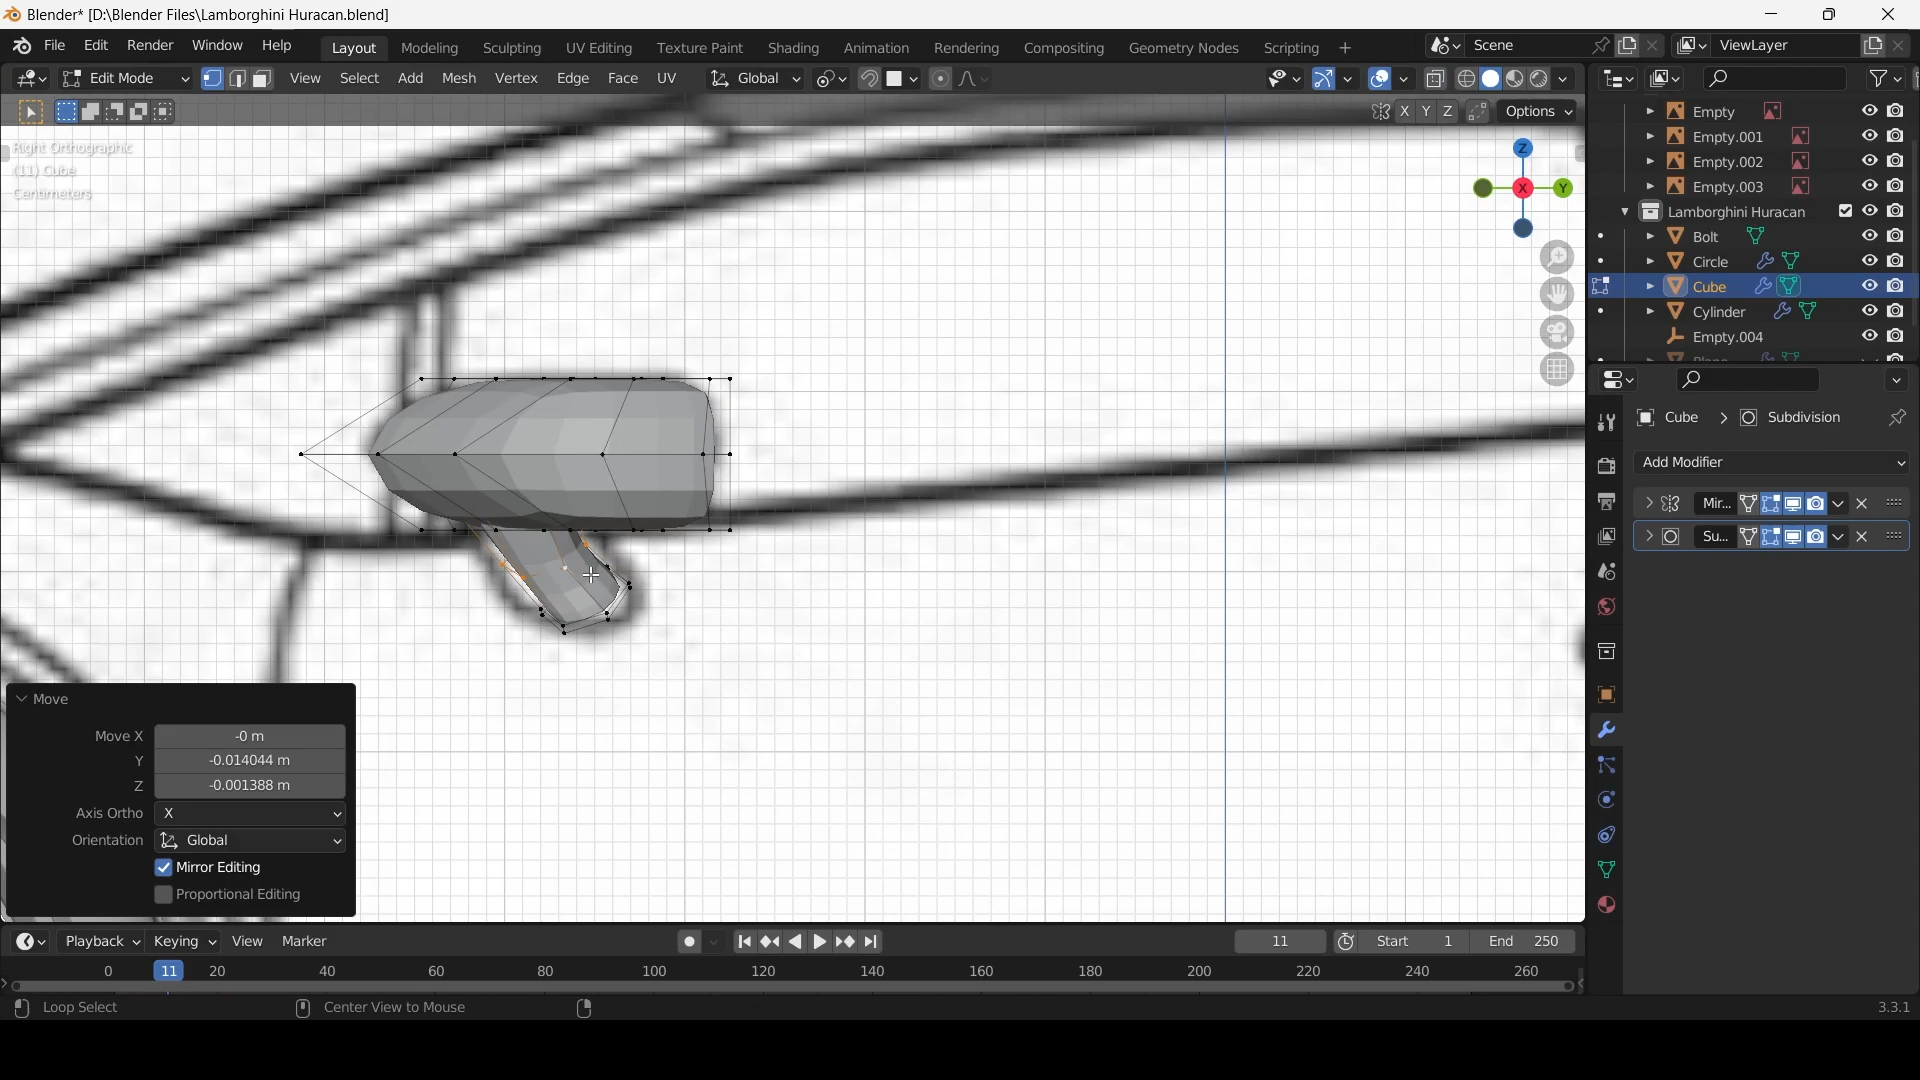 Blender* [D:\Blender Files\Lamborghini Huracan.blend]
File Edit Render Window Help Layout Modeling Sculpting UV Editing Texture Paint Shading Animation Rendering Compositing Geometry Nodes Scripting + Scene ViewLayer
Edit Mode View Select Add Mesh Vertex Edge Face UV Global
X Y Z Options
Right Orthographic
(11) Cube
Centimeters
Z
X
Y
Empty
Empty.001
Empty.002
Empty.003
Lamborghini Huracan
Bolt
Circle
Cube
Cylinder
Empty.004
Plane
Cube > Subdivision
Add Modifier
Mir...
Su...
Move
Move X -0 m
Y -0.014044 m
Z -0.001388 m
Axis Ortho X
Orientation Global
Mirror Editing
Proportional Editing
Playback Keying View Marker 11 Start 1 End 250
0 11 20 40 60 80 100 120 140 160 180 200 220 240 260
Loop Select Center View to Mouse 3.3.1